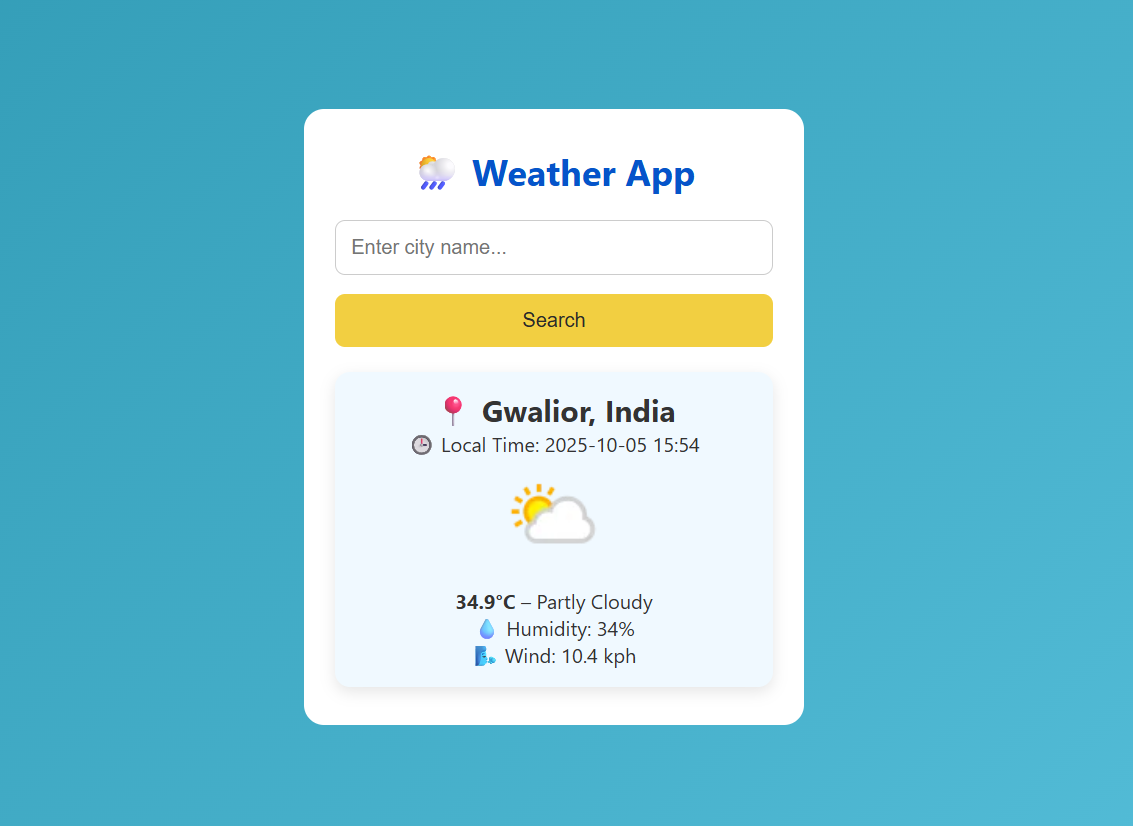 Weather App
Enter city name...
Search
Gwalior, India
Local Time: 2025-10-05 15:54
34.9°C – Partly Cloudy
Humidity: 34%
Wind: 10.4 kph